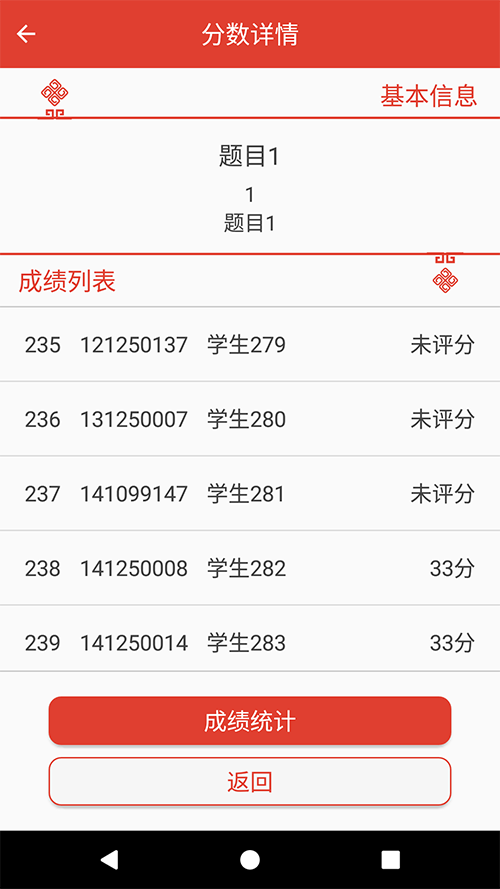 分数详情
基本信息
题目1
1
题目1
成绩列表
235 121250137 学生279 未评分
236 131250007 学生280 未评分
237 141099147 学生281 未评分
238 141250008 学生282 33分
239 141250014 学生283 33分
成绩统计
返回